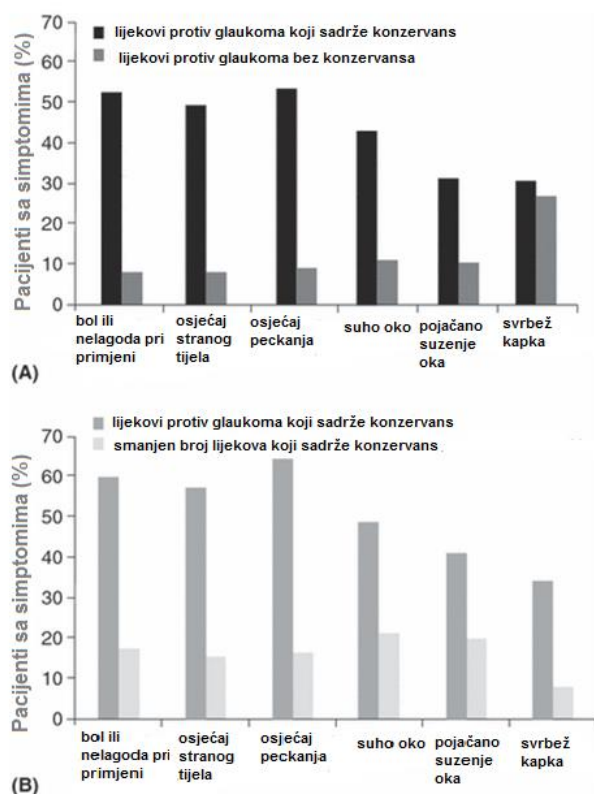 70
60
50
40
30
20
10
0
Pacijenti sa simptomima (%)
lijekovi protiv glaukoma koji sadrže konzervans
lijekovi protiv glaukoma bez konzervansa
bol ili
nelagoda pri
primjeni
osjećaj
stranog
tijela
osjećaj
peckanja
suho oko
pojačano
suzenje
oka
svrbež
kapka
(A)
70
60
50
40
30
20
10
0
Pacijenti sa simptomima (%)
lijekovi protiv glaukoma koji sadrže konzervans
smanjen broj lijekova koji sadrže konzervans
bol ili
nelagoda pri
primjeni
osjećaj
stranog
tijela
osjećaj
peckanja
suho oko
pojačano
suzenje
oka
svrbež
kapka
(B)